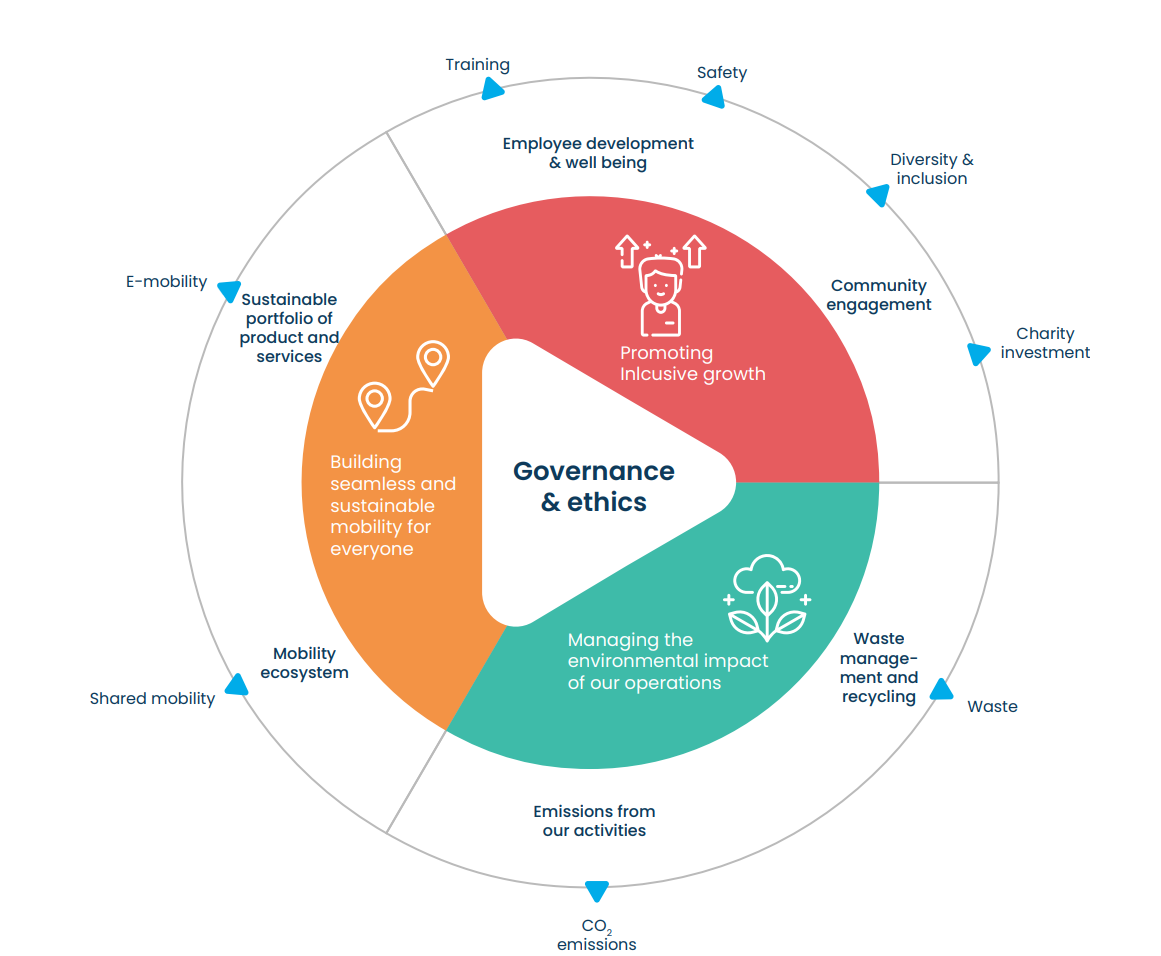 Training
Safety
Employee development
& well being
Diversity &
inclusion
E-mobility
Sustainable
portfolio of
product and
services
Community
engagement
Charity
investment
Promoting
Inlcusive growth
Building
seamless and
sustainable
mobility for
everyone
Governance
& ethics
Managing the
environmental impact
of our operations
Mobility
ecosystem
Shared mobility
Waste
manage-
ment and
recycling
Waste
Emissions from
our activities
CO₂
emissions